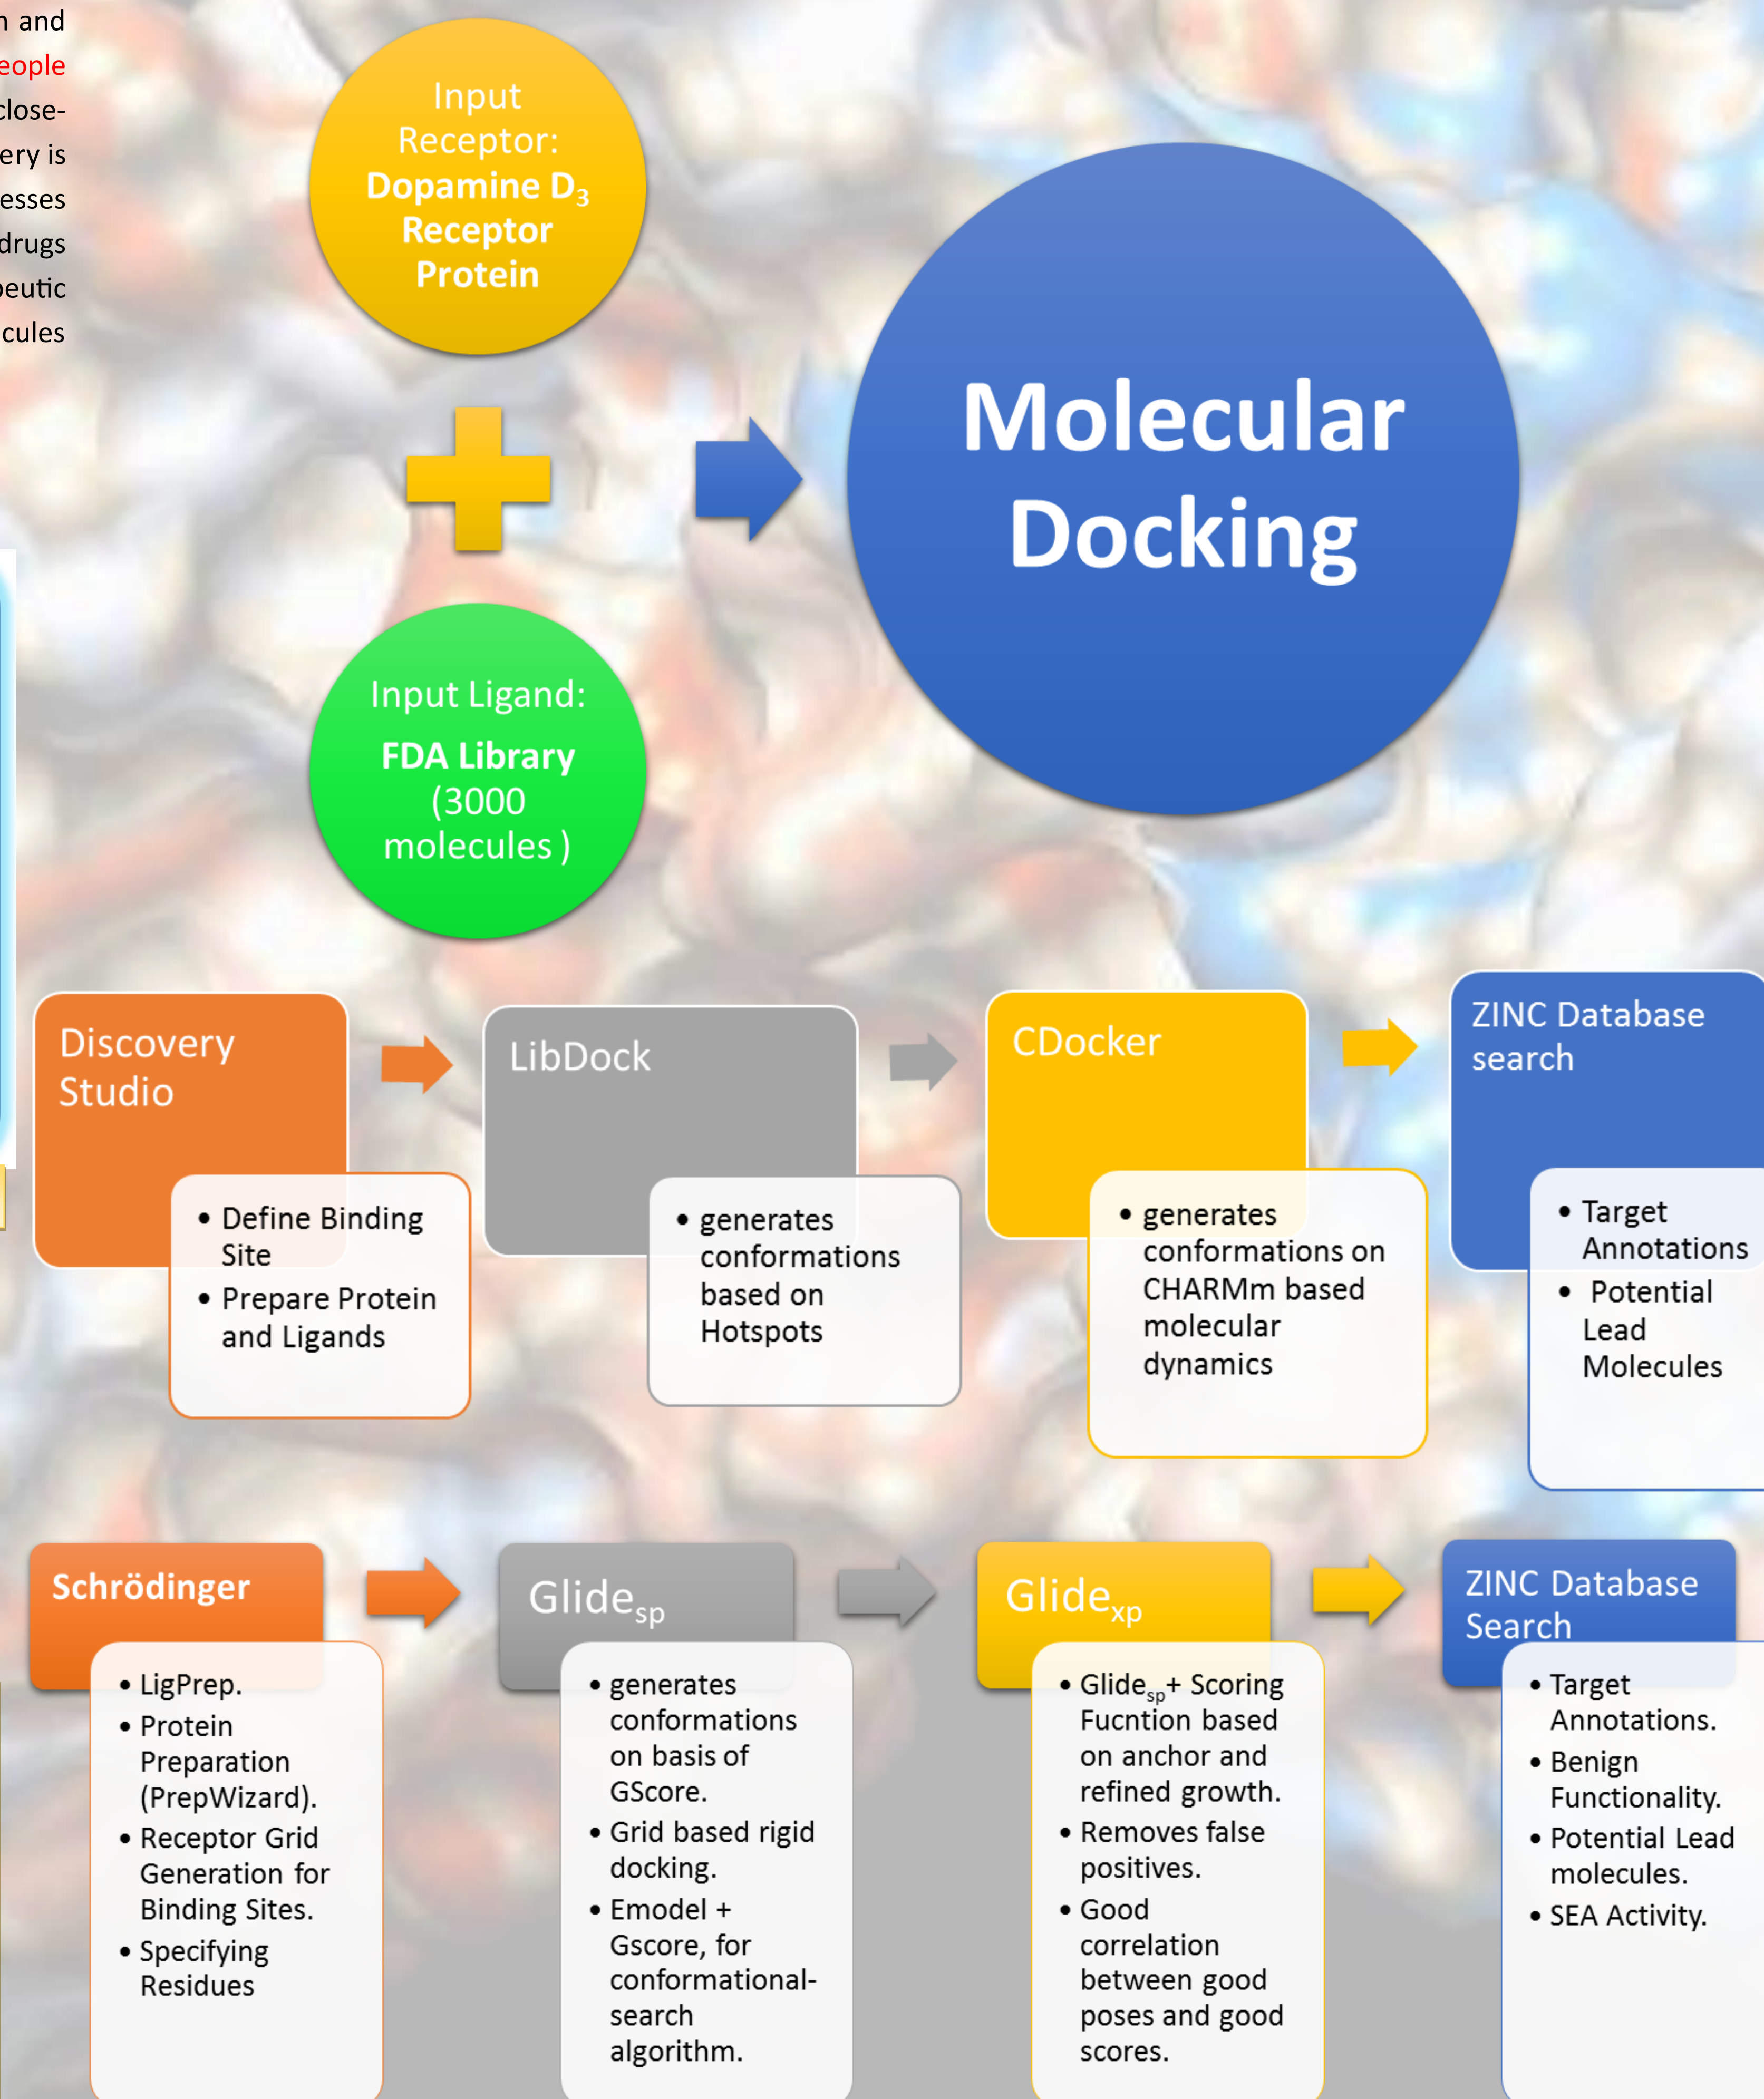 and
eople
close-
ery is
esses
drugs
peutic
cules
Input
Receptor:
Dopamine D₃
Receptor
Protein
Input Ligand:
FDA Library
(3000
molecules )
Molecular
Docking
Discovery
Studio
• Define Binding
Site
• Prepare Protein
and Ligands
LibDock
• generates
conformations
based on
Hotspots
CDocker
• generates
conformations on
CHARMm based
molecular
dynamics
ZINC Database
search
• Target
Annotations
• Potential
Lead
Molecules
Schrödinger
• LigPrep.
• Protein
Preparation
(PrepWizard).
• Receptor Grid
Generation for
Binding Sites.
• Specifying
Residues
Glideₛₚ
• generates
conformations
on basis of
GScore.
• Grid based rigid
docking.
• Emodel +
Gscore, for
conformational-
search
algorithm.
Glideₓₚ
• Glideₛₚ+ Scoring
Fucntion based
on anchor and
refined growth.
• Removes false
positives.
• Good
correlation
between good
poses and good
scores.
ZINC Database
Search
• Target
Annotations.
• Benign
Functionality.
• Potential Lead
molecules.
• SEA Activity.